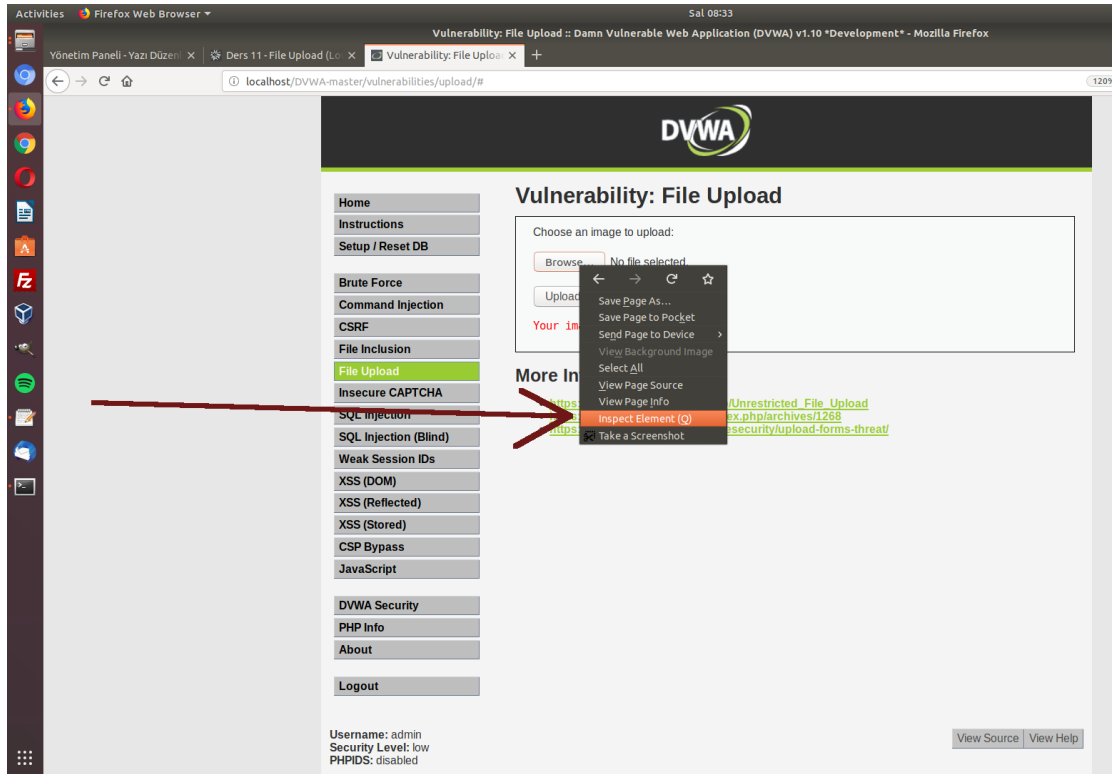 Activities Firefox Web Browser
Sal 08:33
Vulnerability: File Upload :: Damn Vulnerable Web Application (DVWA) v1.10 *Development* - Mozilla Firefox
Yönetim Paneli - Yazı Düzenl
Ders 11 - File Upload (Lo
Vulnerability: File Uploa
localhost/DVWA-master/vulnerabilities/upload/#
120%
DVWA
Home
Instructions
Setup / Reset DB
Brute Force
Command Injection
CSRF
File Inclusion
File Upload
Insecure CAPTCHA
SQL Injection
SQL Injection (Blind)
Weak Session IDs
XSS (DOM)
XSS (Reflected)
XSS (Stored)
CSP Bypass
JavaScript
DVWA Security
PHP Info
About
Logout
Vulnerability: File Upload
Choose an image to upload:
Browse... No file selected.
Upload
Your im
More In
https:/Unrestricted_File_Upload
ex.php/archives/1268
https:esecurity/upload-forms-threat/
Save Page As...
Save Page to Pocket
Send Page to Device
View Background Image
Select All
View Page Source
View Page Info
Inspect Element (Q)
Take a Screenshot
Username: admin
Security Level: low
PHPIDS: disabled
View Source View Help